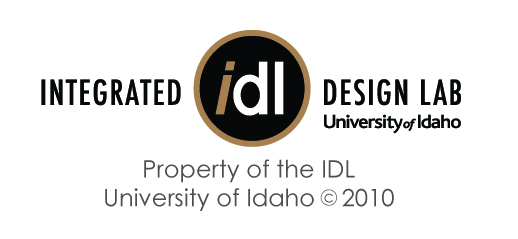 INTEGRATED idl DESIGN LAB
University of Idaho
Property of the IDL
University of Idaho © 2010